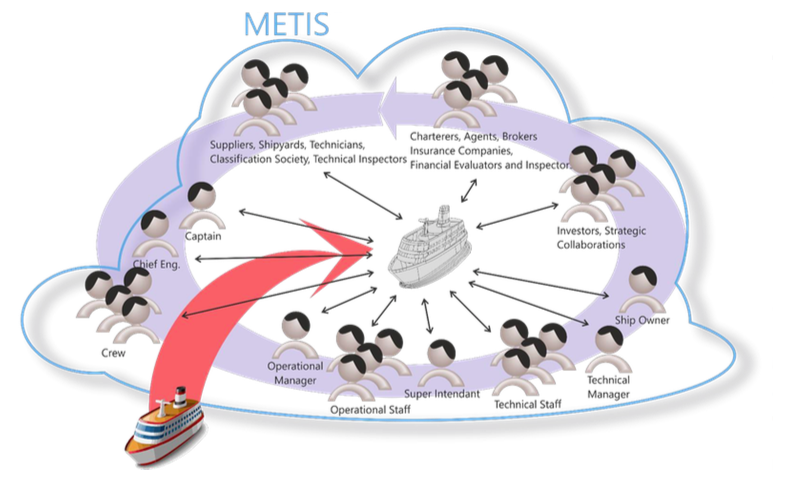 METIS
Suppliers, Shipyards, Technicians,
Classification Society, Technical Inspectors
Charterers, Agents, Brokers
Insurance Companies,
Financial Evaluators and Inspector
Captain
Investors, Strategic
Collaborations
Chief Eng.
Ship Owner
Crew
Operational
Manager
Operational Staff
Super Intendant
Technical Staff
Technical
Manager